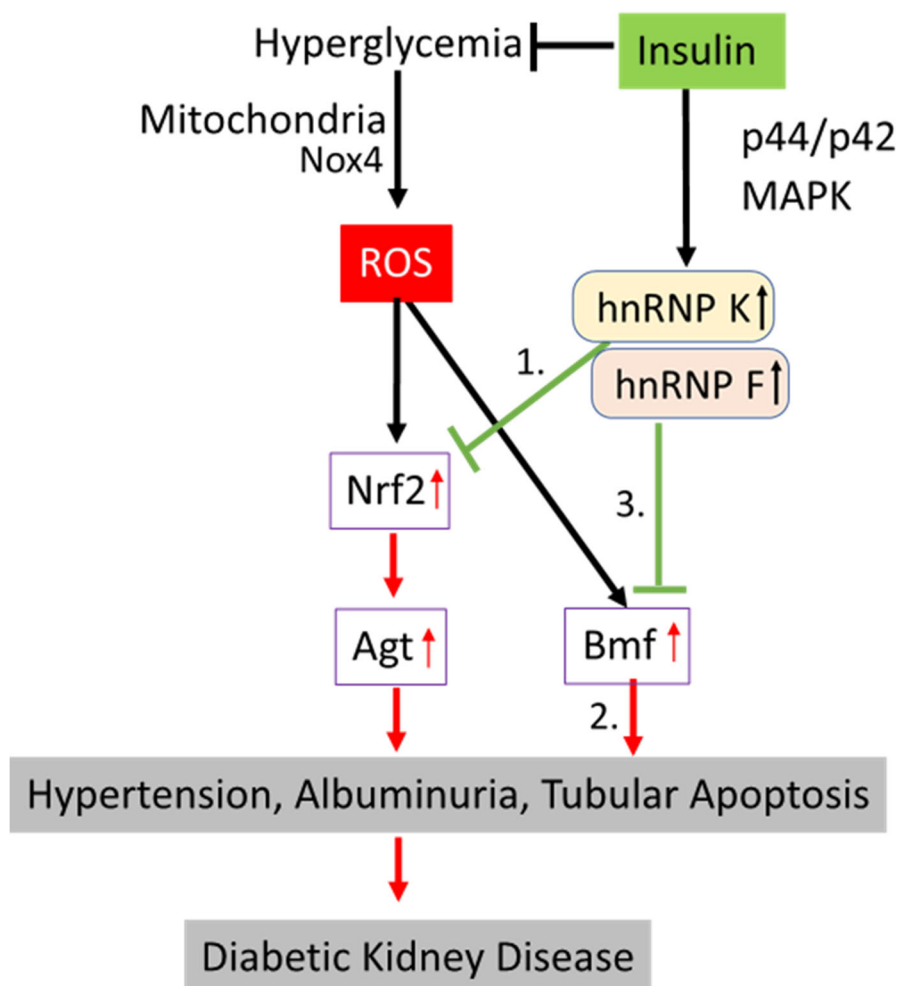 Hyperglycemia
Insulin
Mitochondria
Nox4
p44/p42
MAPK
ROS
hnRNP K
1.
hnRNP F
Nrf2
3.
Agt
Bmf
2.
Hypertension, Albuminuria, Tubular Apoptosis
Diabetic Kidney Disease